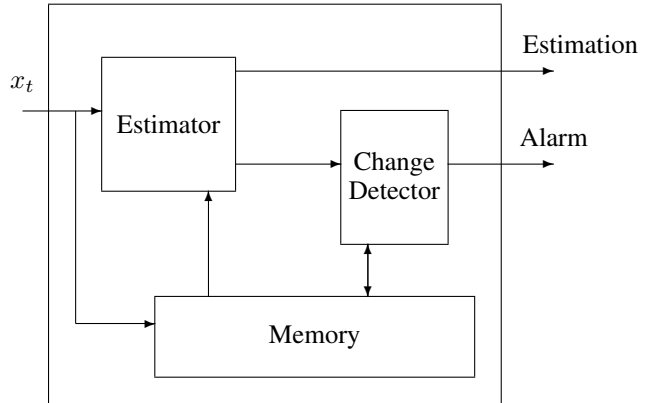 Estimation
x_t
Estimator
Alarm
Change
Detector
Memory